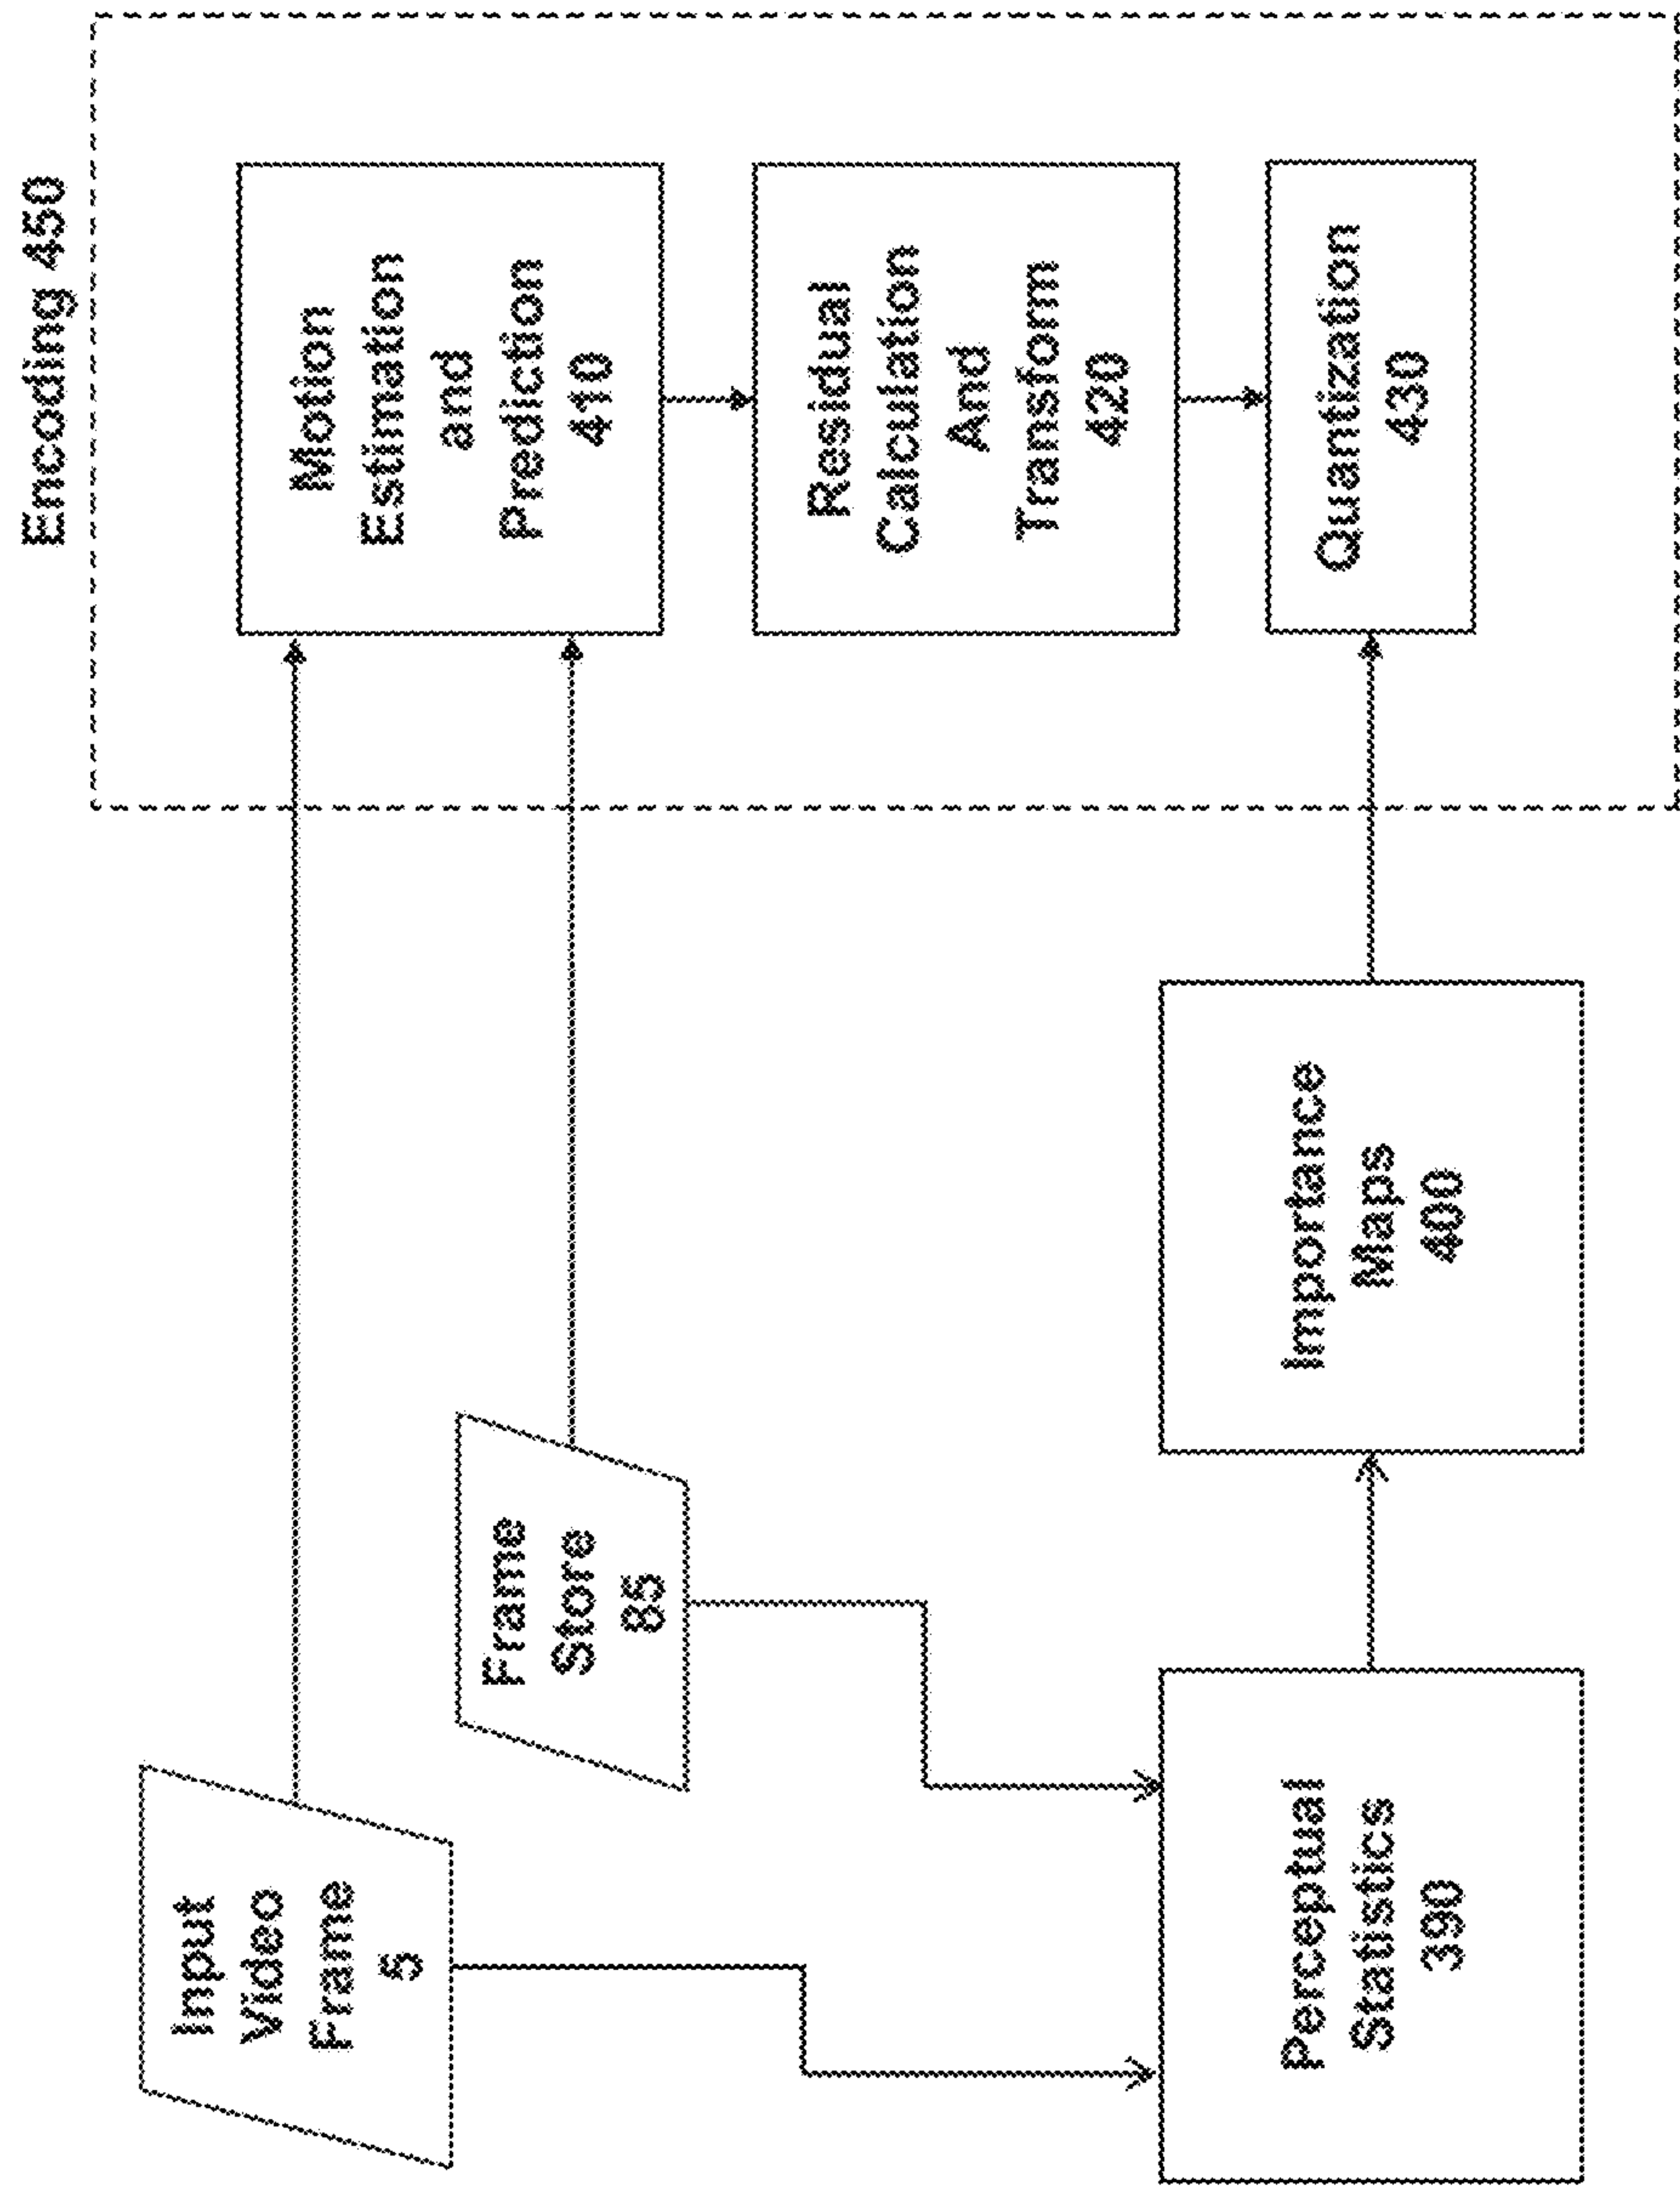 Encoding 450
Input
Video
Frame
5
Frame
Store
85
Motion
Estimation
and
Prediction
410
Residual
Calculation
And
Transform
420
Perceptual
Statistics
390
Importance
Maps
400
Quantization
430